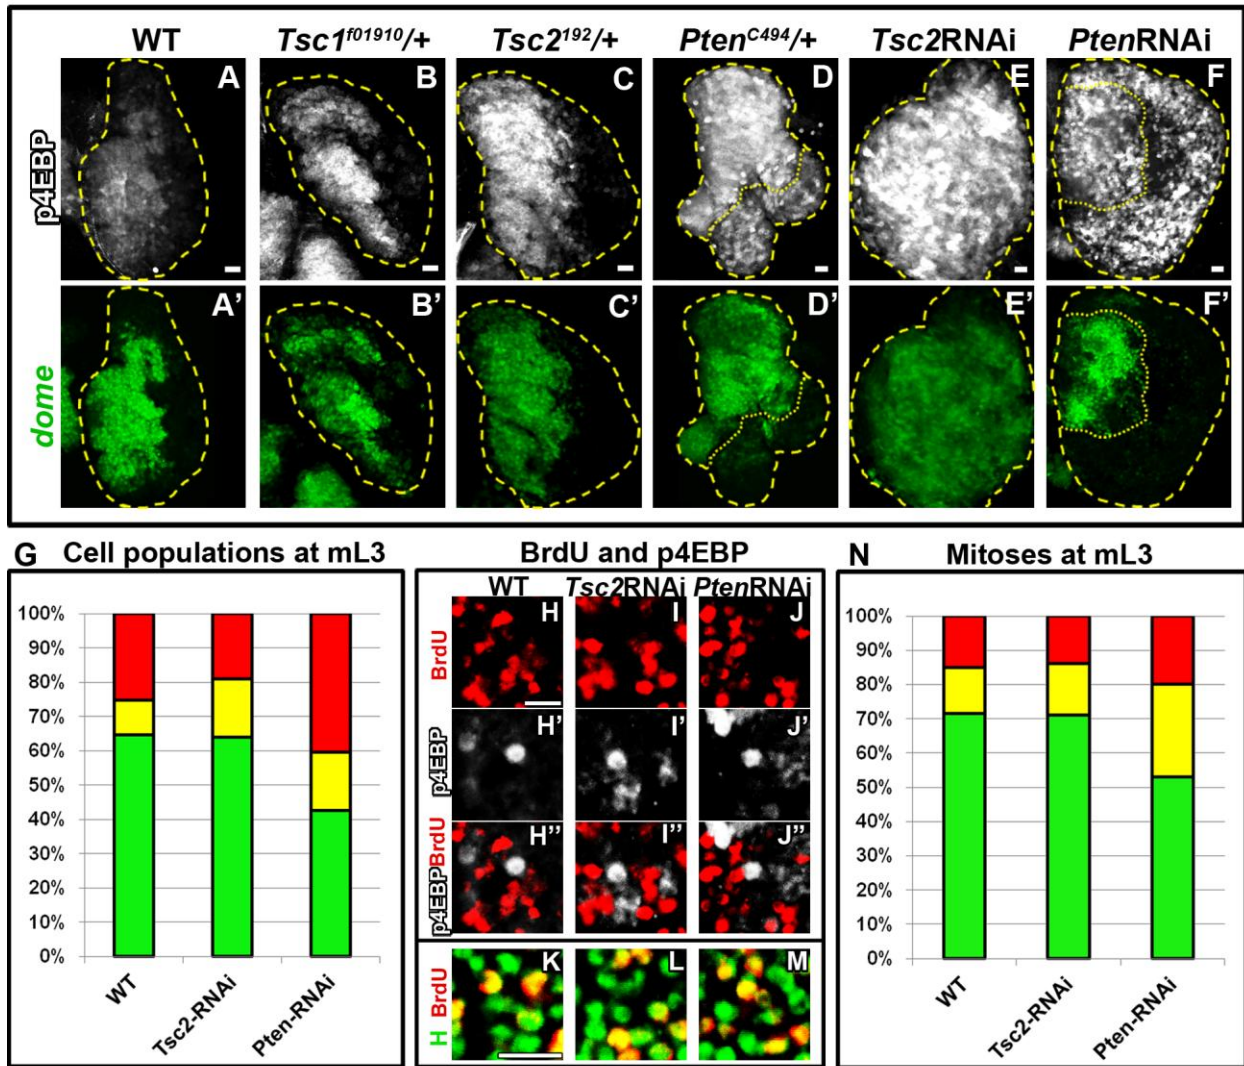 WT Tsc1f01910/+ Tsc2192/+ PtenC494/+ Tsc2RNAi PtenRNAi
p4EBP A B C D E F
dome A' B' C' D' E' F'
G Cell populations at mL3
100%
90%
80%
70%
60%
50%
40%
30%
20%
10%
0%
WT
Tsc2-RNAi
Pten-RNAi
BrdU and p4EBP
WT Tsc2RNAi PtenRNAi
BrdU H I J
p4EBP H' I' J'
p4EBPBrdU H" I" J"
H BrdU K L M
N Mitoses at mL3
100%
90%
80%
70%
60%
50%
40%
30%
20%
10%
0%
WT
Tsc2-RNAi
Pten-RNAi